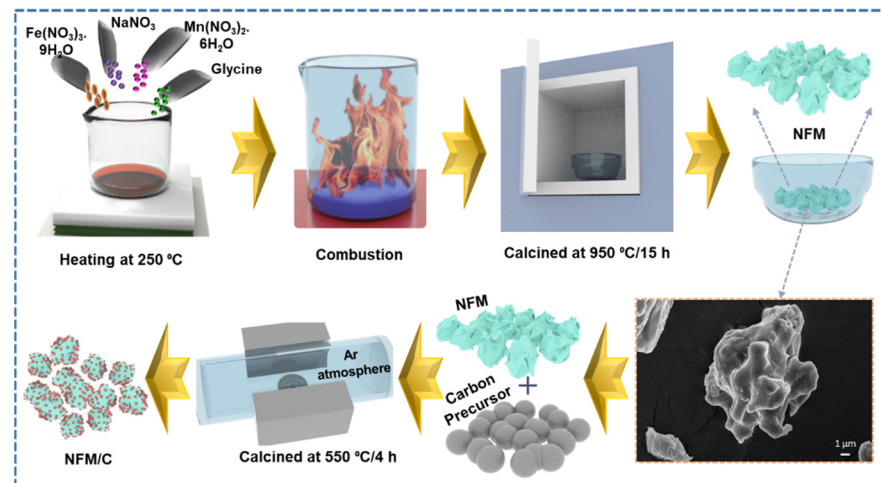 NaNO3
Fe(NO3)3.
9H2O
Mn(NO3)2.
6H2O
Glycine
Heating at 250 ºC
Combustion
Calcined at 950 ºC/15 h
NFM
NFM/C
Ar
atmosphere
Calcined at 550 ºC/4 h
NFM
+
Carbon
Precursor
1 µm